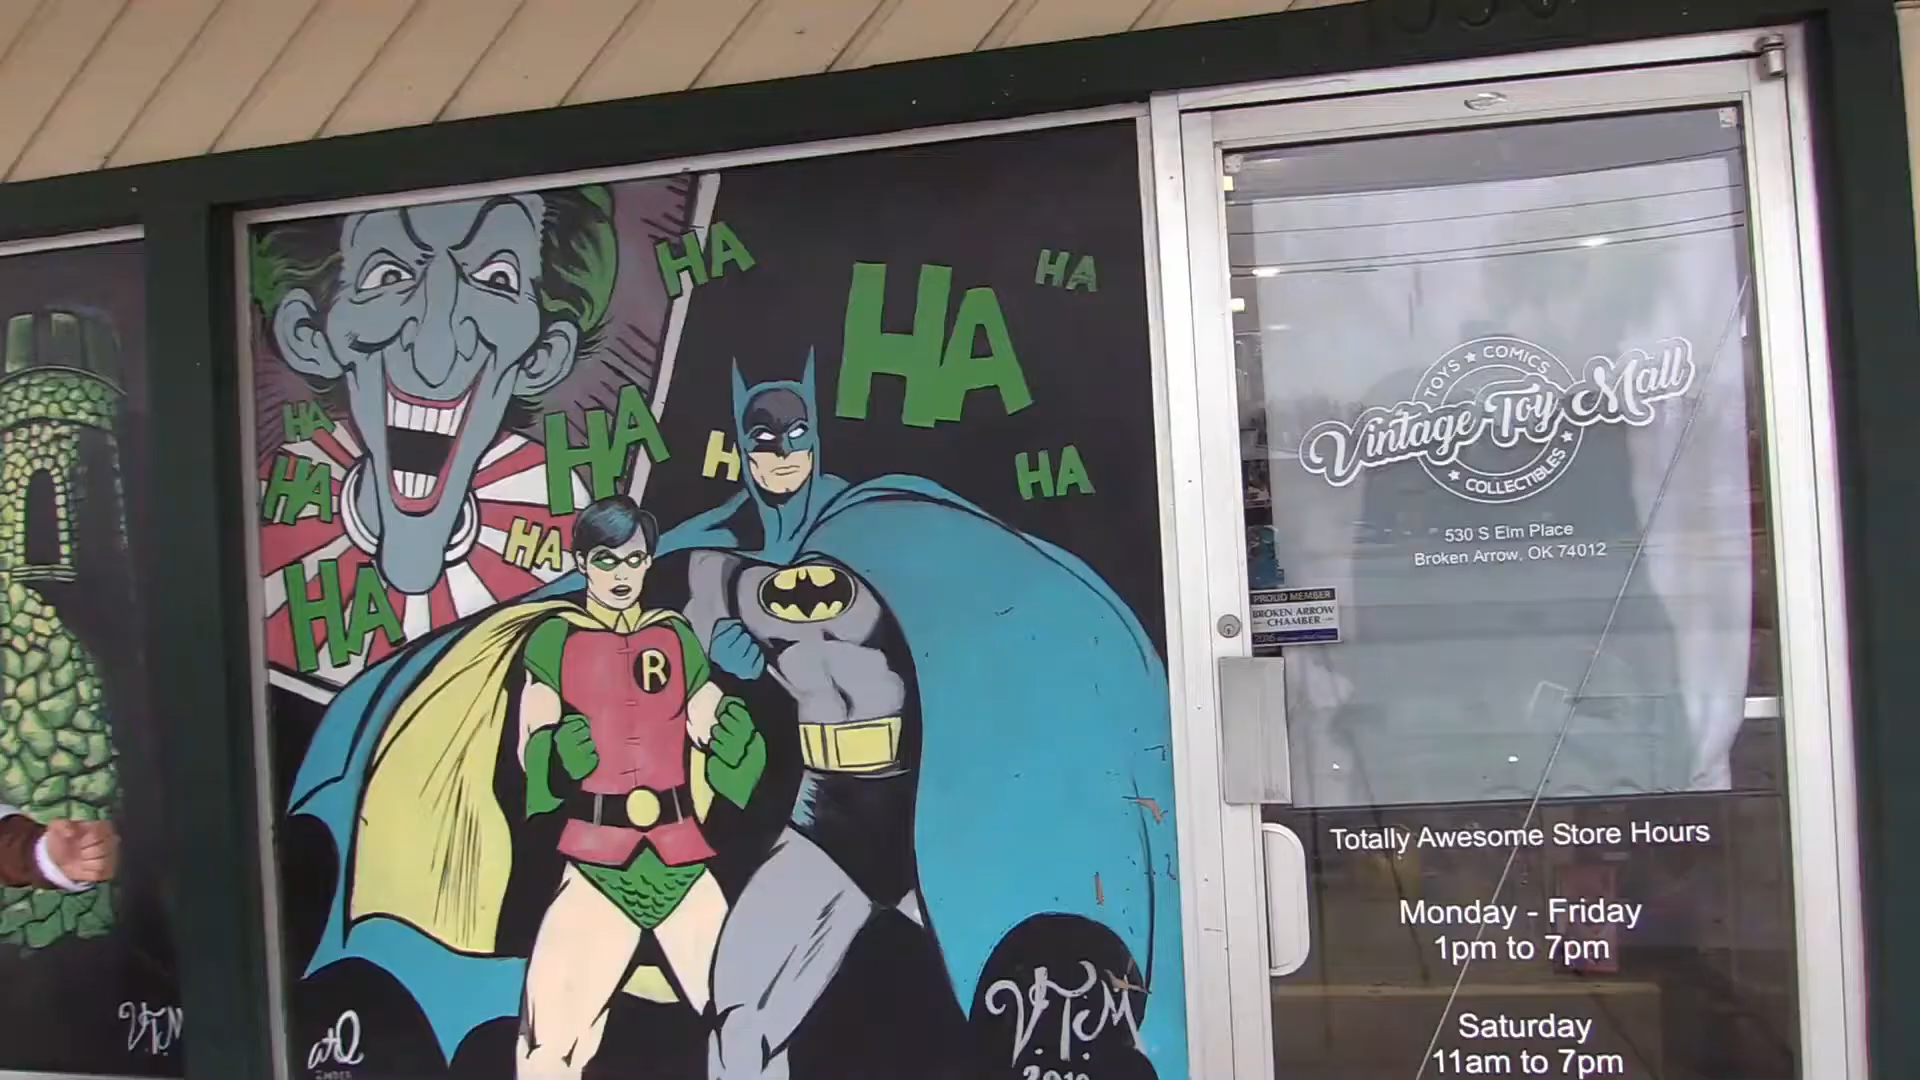 HA
HA
HA
HA
HA
H
HA
HA
HA
HA
R
V.T.M
V.T.M.
TOYS ★ COMICS
Vintage Toy Mall
★ COLLECTIBLES ★
530 S Elm Place
Broken Arrow, OK 74012
PROUD MEMBER
BROKEN ARROW
CHAMBER
2016
Totally Awesome Store Hours
Monday - Friday
1pm to 7pm
Saturday
11am to 7pm